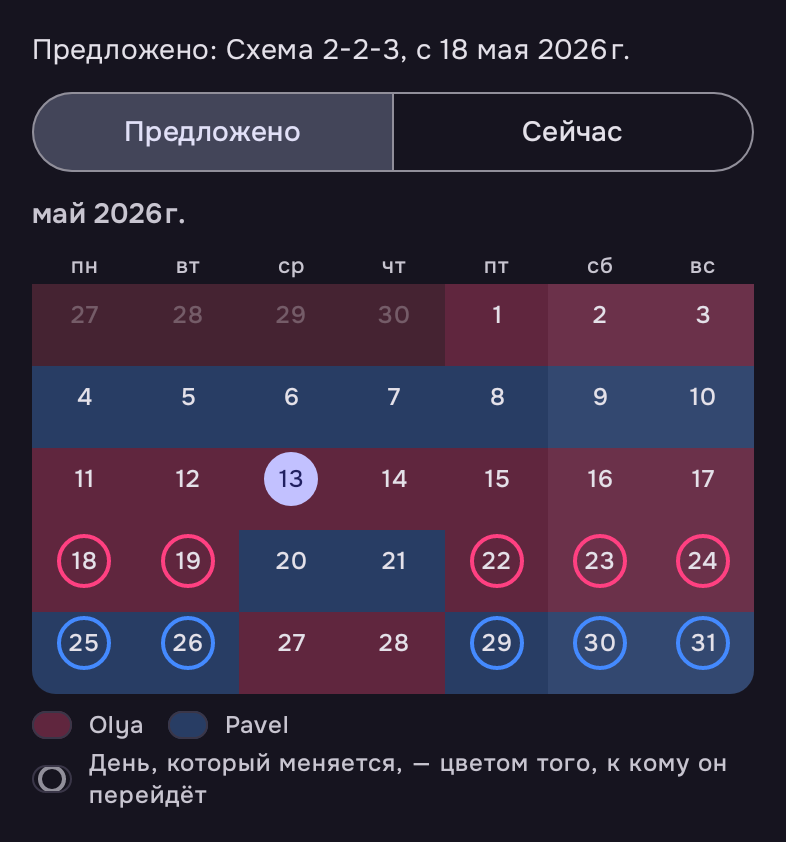 Предложено: Схема 2-2-3, с 18 мая 2026 г.
Предложено Сейчас
май 2026 г.
пн вт ср чт пт сб вс
27 28 29 30 1 2 3
4 5 6 7 8 9 10
11 12 13 14 15 16 17
18 19 20 21 22 23 24
25 26 27 28 29 30 31
Olya Pavel
День, который меняется, — цветом того, к кому он
перейдёт